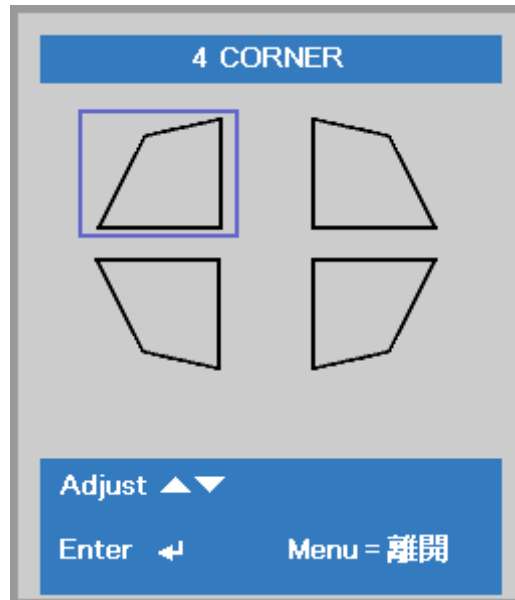 4 CORNER
Adjust ▲▼
Enter ↵
Menu = 離開